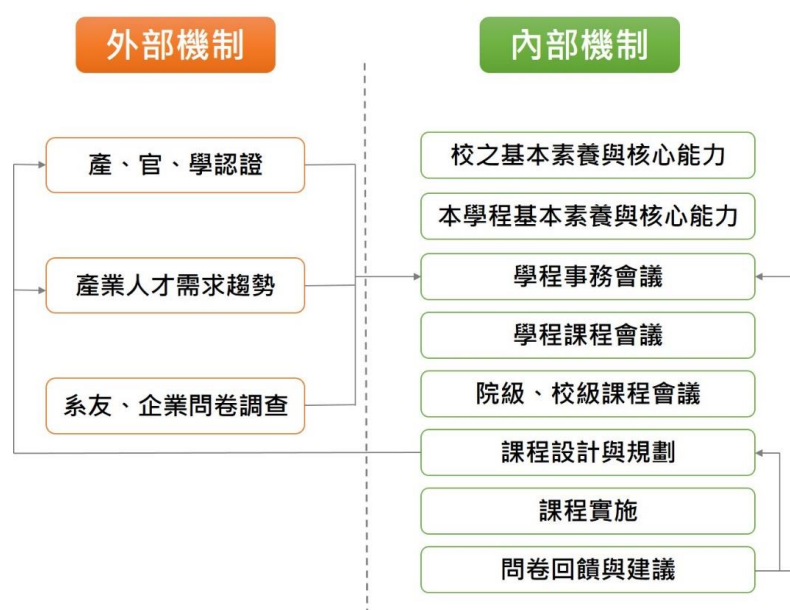 外部機制
產、官、學認證
產業人才需求趨勢
系友、企業問卷調查
內部機制
校之基本素養與核心能力
本學程基本素養與核心能力
學程事務會議
學程課程會議
院級、校級課程會議
課程設計與規劃
課程實施
問卷回饋與建議